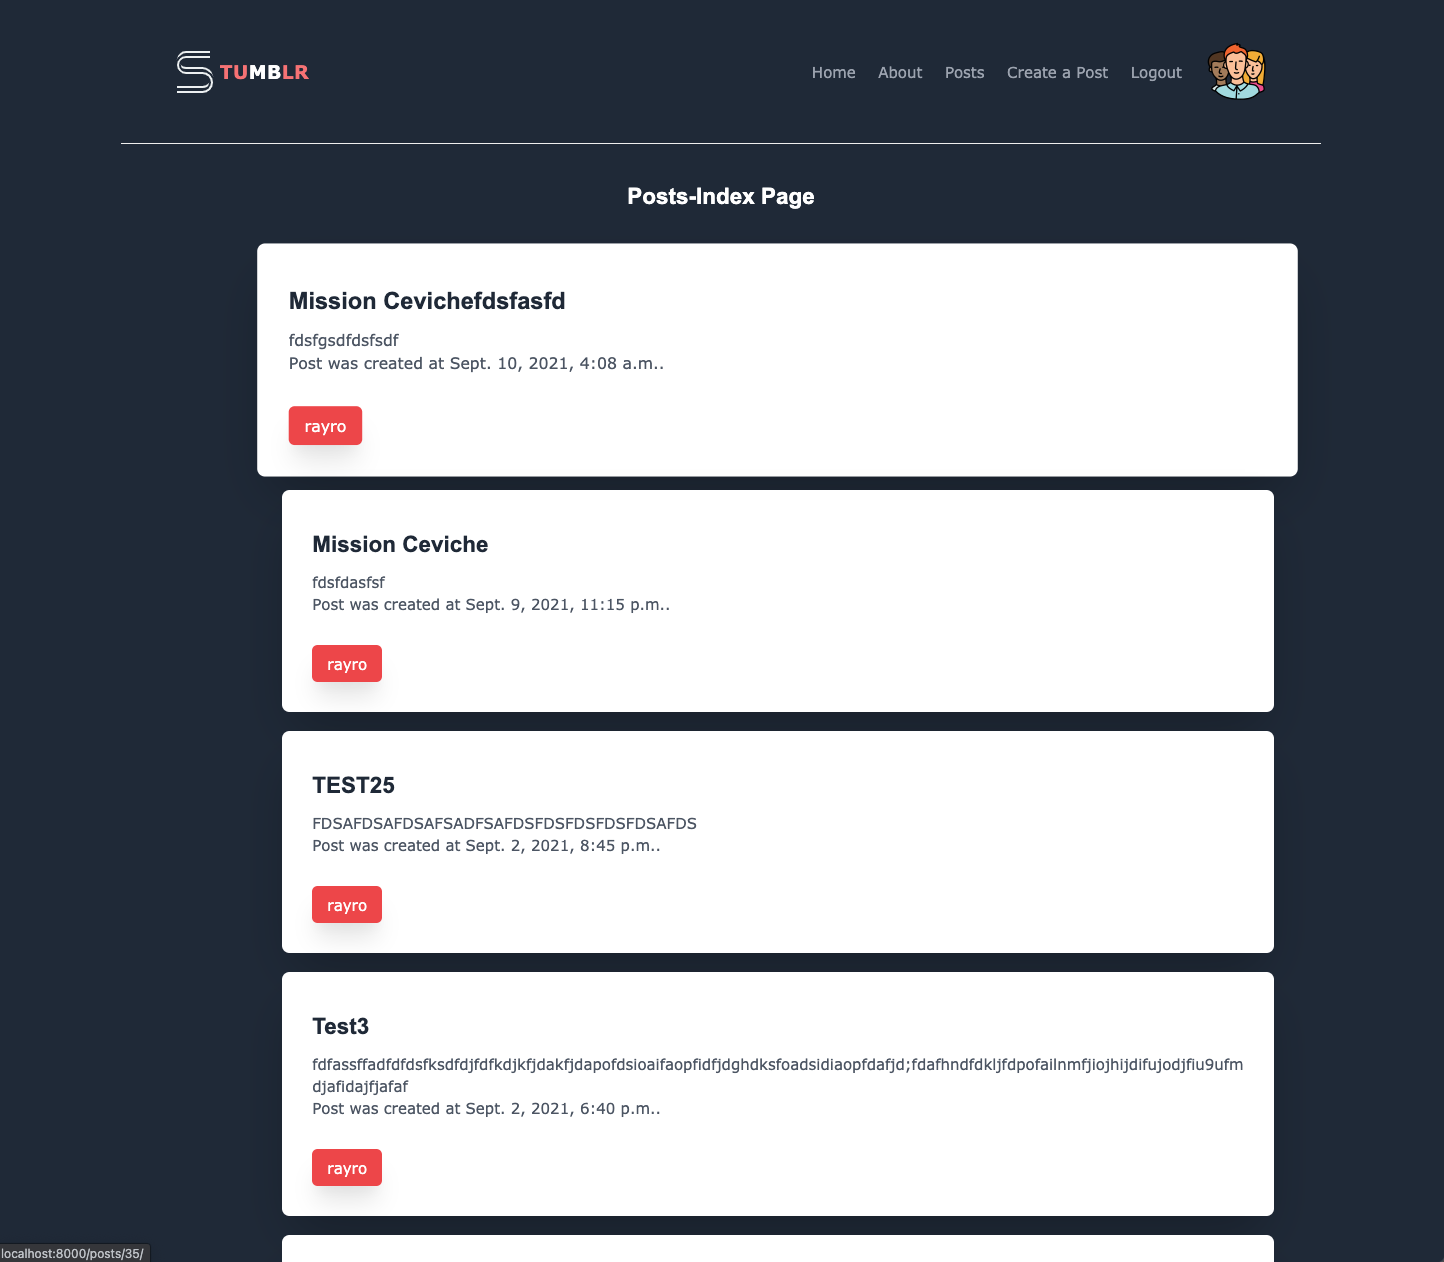 S TUMBLR
Home About Posts Create a Post Logout
Posts-Index Page
Mission Cevichefdsfasfd
fdsfgsdfdsfsdf
Post was created at Sept. 10, 2021, 4:08 a.m..
rayro
Mission Ceviche
fdsfdasfsf
Post was created at Sept. 9, 2021, 11:15 p.m..
rayro
TEST25
FDSAFDSAFDSAFSADFSAFDSFDSFDSFDSFDSAFDS
Post was created at Sept. 2, 2021, 8:45 p.m..
rayro
Test3
fdfassffadfdfdsfksdfdjfdfkdjkfjdakfjdapofdsioaifaopfidfjdghdksfoadsidiaopfdafjd;fdafhndfdkljfdpofailnmfjiojhijdifujodjfiu9ufm
djafidajfjafaf
Post was created at Sept. 2, 2021, 6:40 p.m..
rayro
localhost:8000/posts/35/